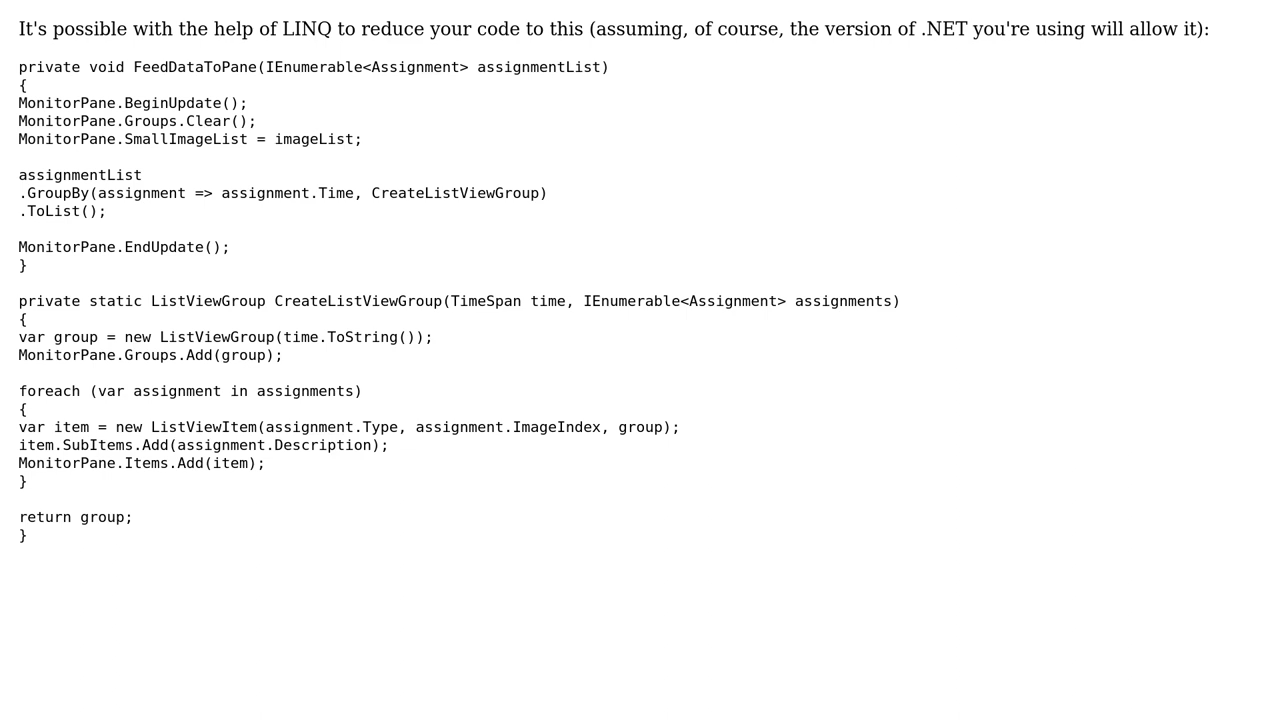 It's possible with the help of LINQ to reduce your code to this (assuming, of course, the version of .NET you're using will allow it):
private void FeedDataToPane(IEnumerable<Assignment> assignmentList)
{
MonitorPane.BeginUpdate();
MonitorPane.Groups.Clear();
MonitorPane.SmallImageList = imageList;
assignmentList
.GroupBy(assignment => assignment.Time, CreateListViewGroup)
.ToList();
MonitorPane.EndUpdate();
}
private static ListViewGroup CreateListViewGroup(TimeSpan time, IEnumerable<Assignment> assignments)
{
var group = new ListViewGroup(time.ToString());
MonitorPane.Groups.Add(group);
foreach (var assignment in assignments)
{
var item = new ListViewItem(assignment.Type, assignment.ImageIndex, group);
item.SubItems.Add(assignment.Description);
MonitorPane.Items.Add(item);
}
return group;
}